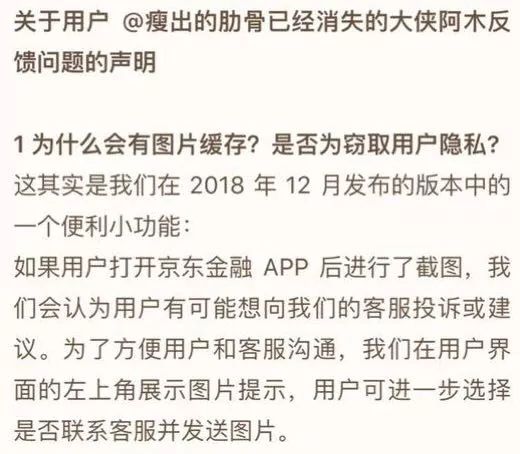 关于用户 @瘦出的肋骨已经消失的大侠阿木反
馈问题的声明
1 为什么会有图片缓存？是否为窃取用户隐私？
这其实是我们在 2018 年 12 月发布的版本中的
一个便利小功能：
如果用户打开京东金融 APP 后进行了截图，我
们会认为用户有可能想向我们的客服投诉或建
议。为了方便用户和客服沟通，我们在用户界
面的左上角展示图片提示，用户可进一步选择
是否联系客服并发送图片。